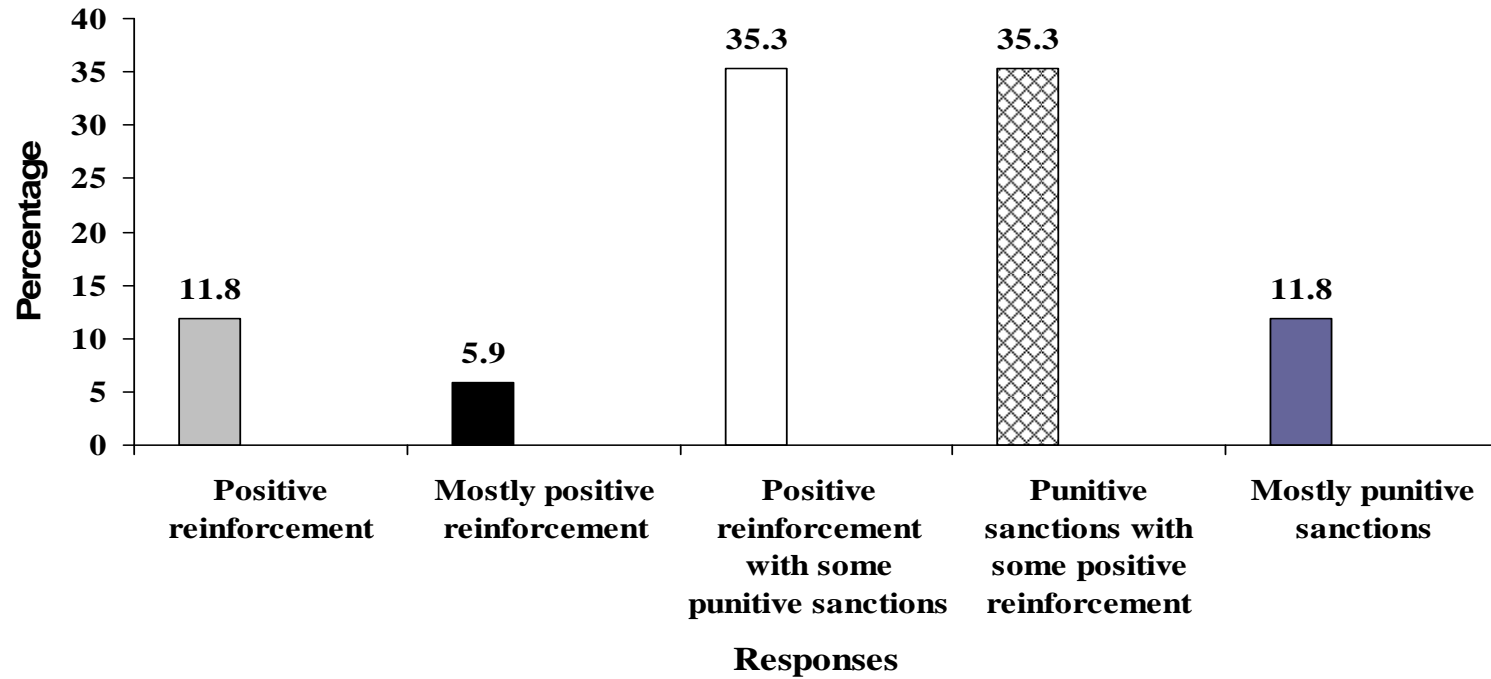 40
35
30
25
20
15
10
5
0
Percentage
11.8
5.9
35.3
35.3
11.8
Positive
reinforcement
Mostly positive
reinforcement
Positive
reinforcement
with some
punitive sanctions
Punitive
sanctions with
some positive
reinforcement
Mostly punitive
sanctions
Responses